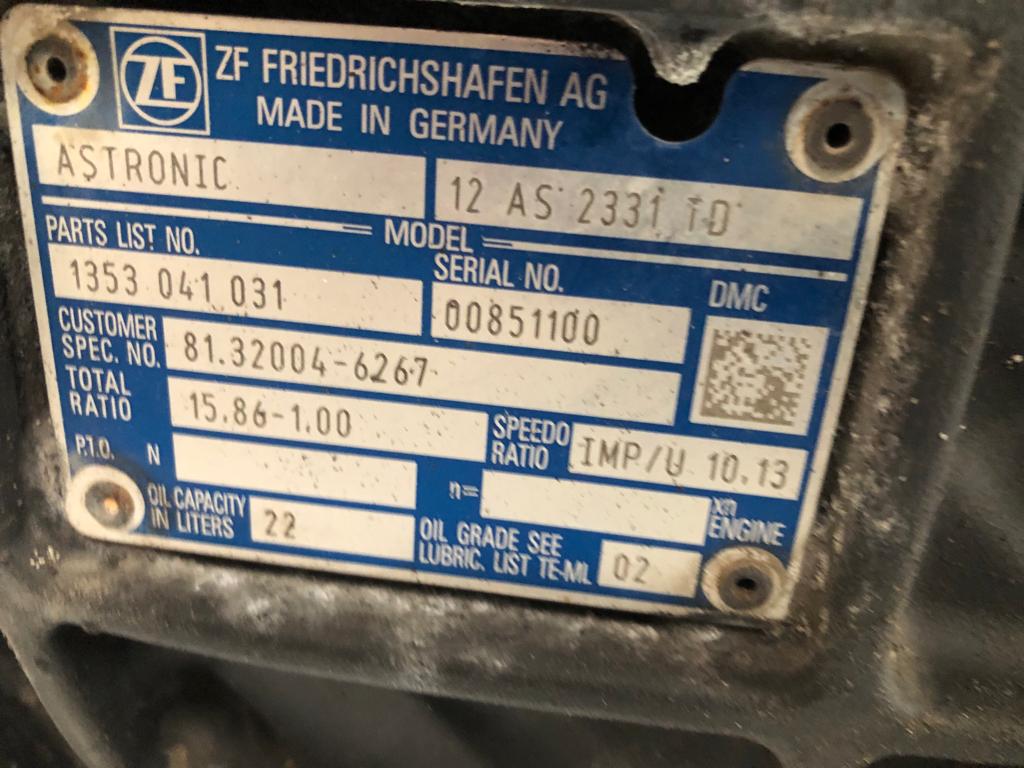 ZF
ZF FRIEDRICHSHAFEN AG
MADE IN GERMANY
ASTRONIC
12 AS 2331 TD
MODEL
PARTS LIST NO.
1353 041 031
SERIAL NO.
00851100
DMC
CUSTOMER
SPEC. NO.
81.32004-6267
TOTAL
RATIO
15.86-1.00
SPEEDO
RATIO
IMP/U 10.13
P.T.O. N
n=
xn
ENGINE
OIL CAPACITY
IN LITERS
22
OIL GRADE SEE
LUBRIC. LIST TE-ML
02